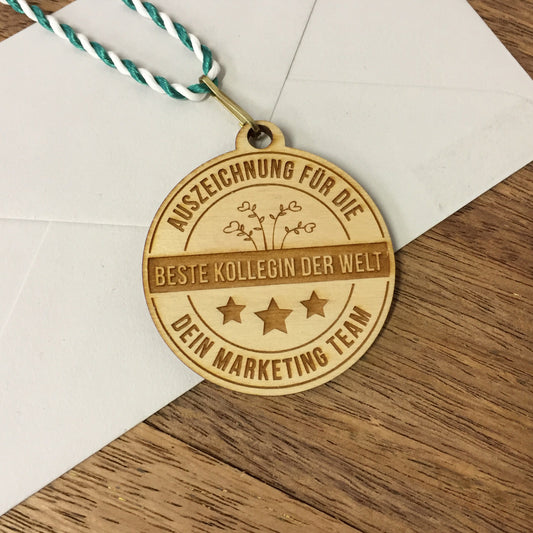 AUSZEICHNUNG FÜR DIE
BESTE KOLLEGIN DER WELT
DEIN MARKETING TEAM